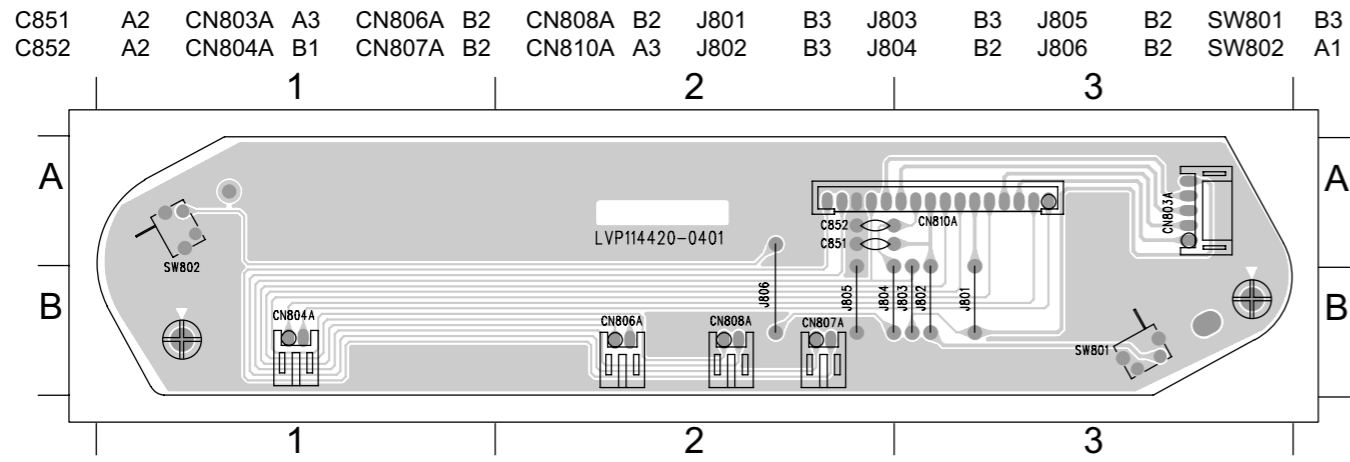 C851 A2 CN803A A3 CN806A B2 CN808A B2 J801 B3 J803 B3 J805 B2 SW801 B3
C852 A2 CN804A B1 CN807A B2 CN810A A3 J802 B3 J804 B2 J806 B2 SW802 A1
1 2 3
A A
CN803A
C852 CN810A
LVP114420-0401 C851
SW802
B B
J806 J805 J804 J803 J802 J801
CN804A CN806A CN808A CN807A
SW801
1 2 3